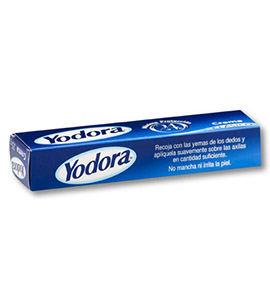 Yodora
Crema
Recoja con las yemas de los dedos y
aplíquela suavemente sobre las axilas
en cantidad suficiente.
No mancha ni irrita la piel.
Yodora